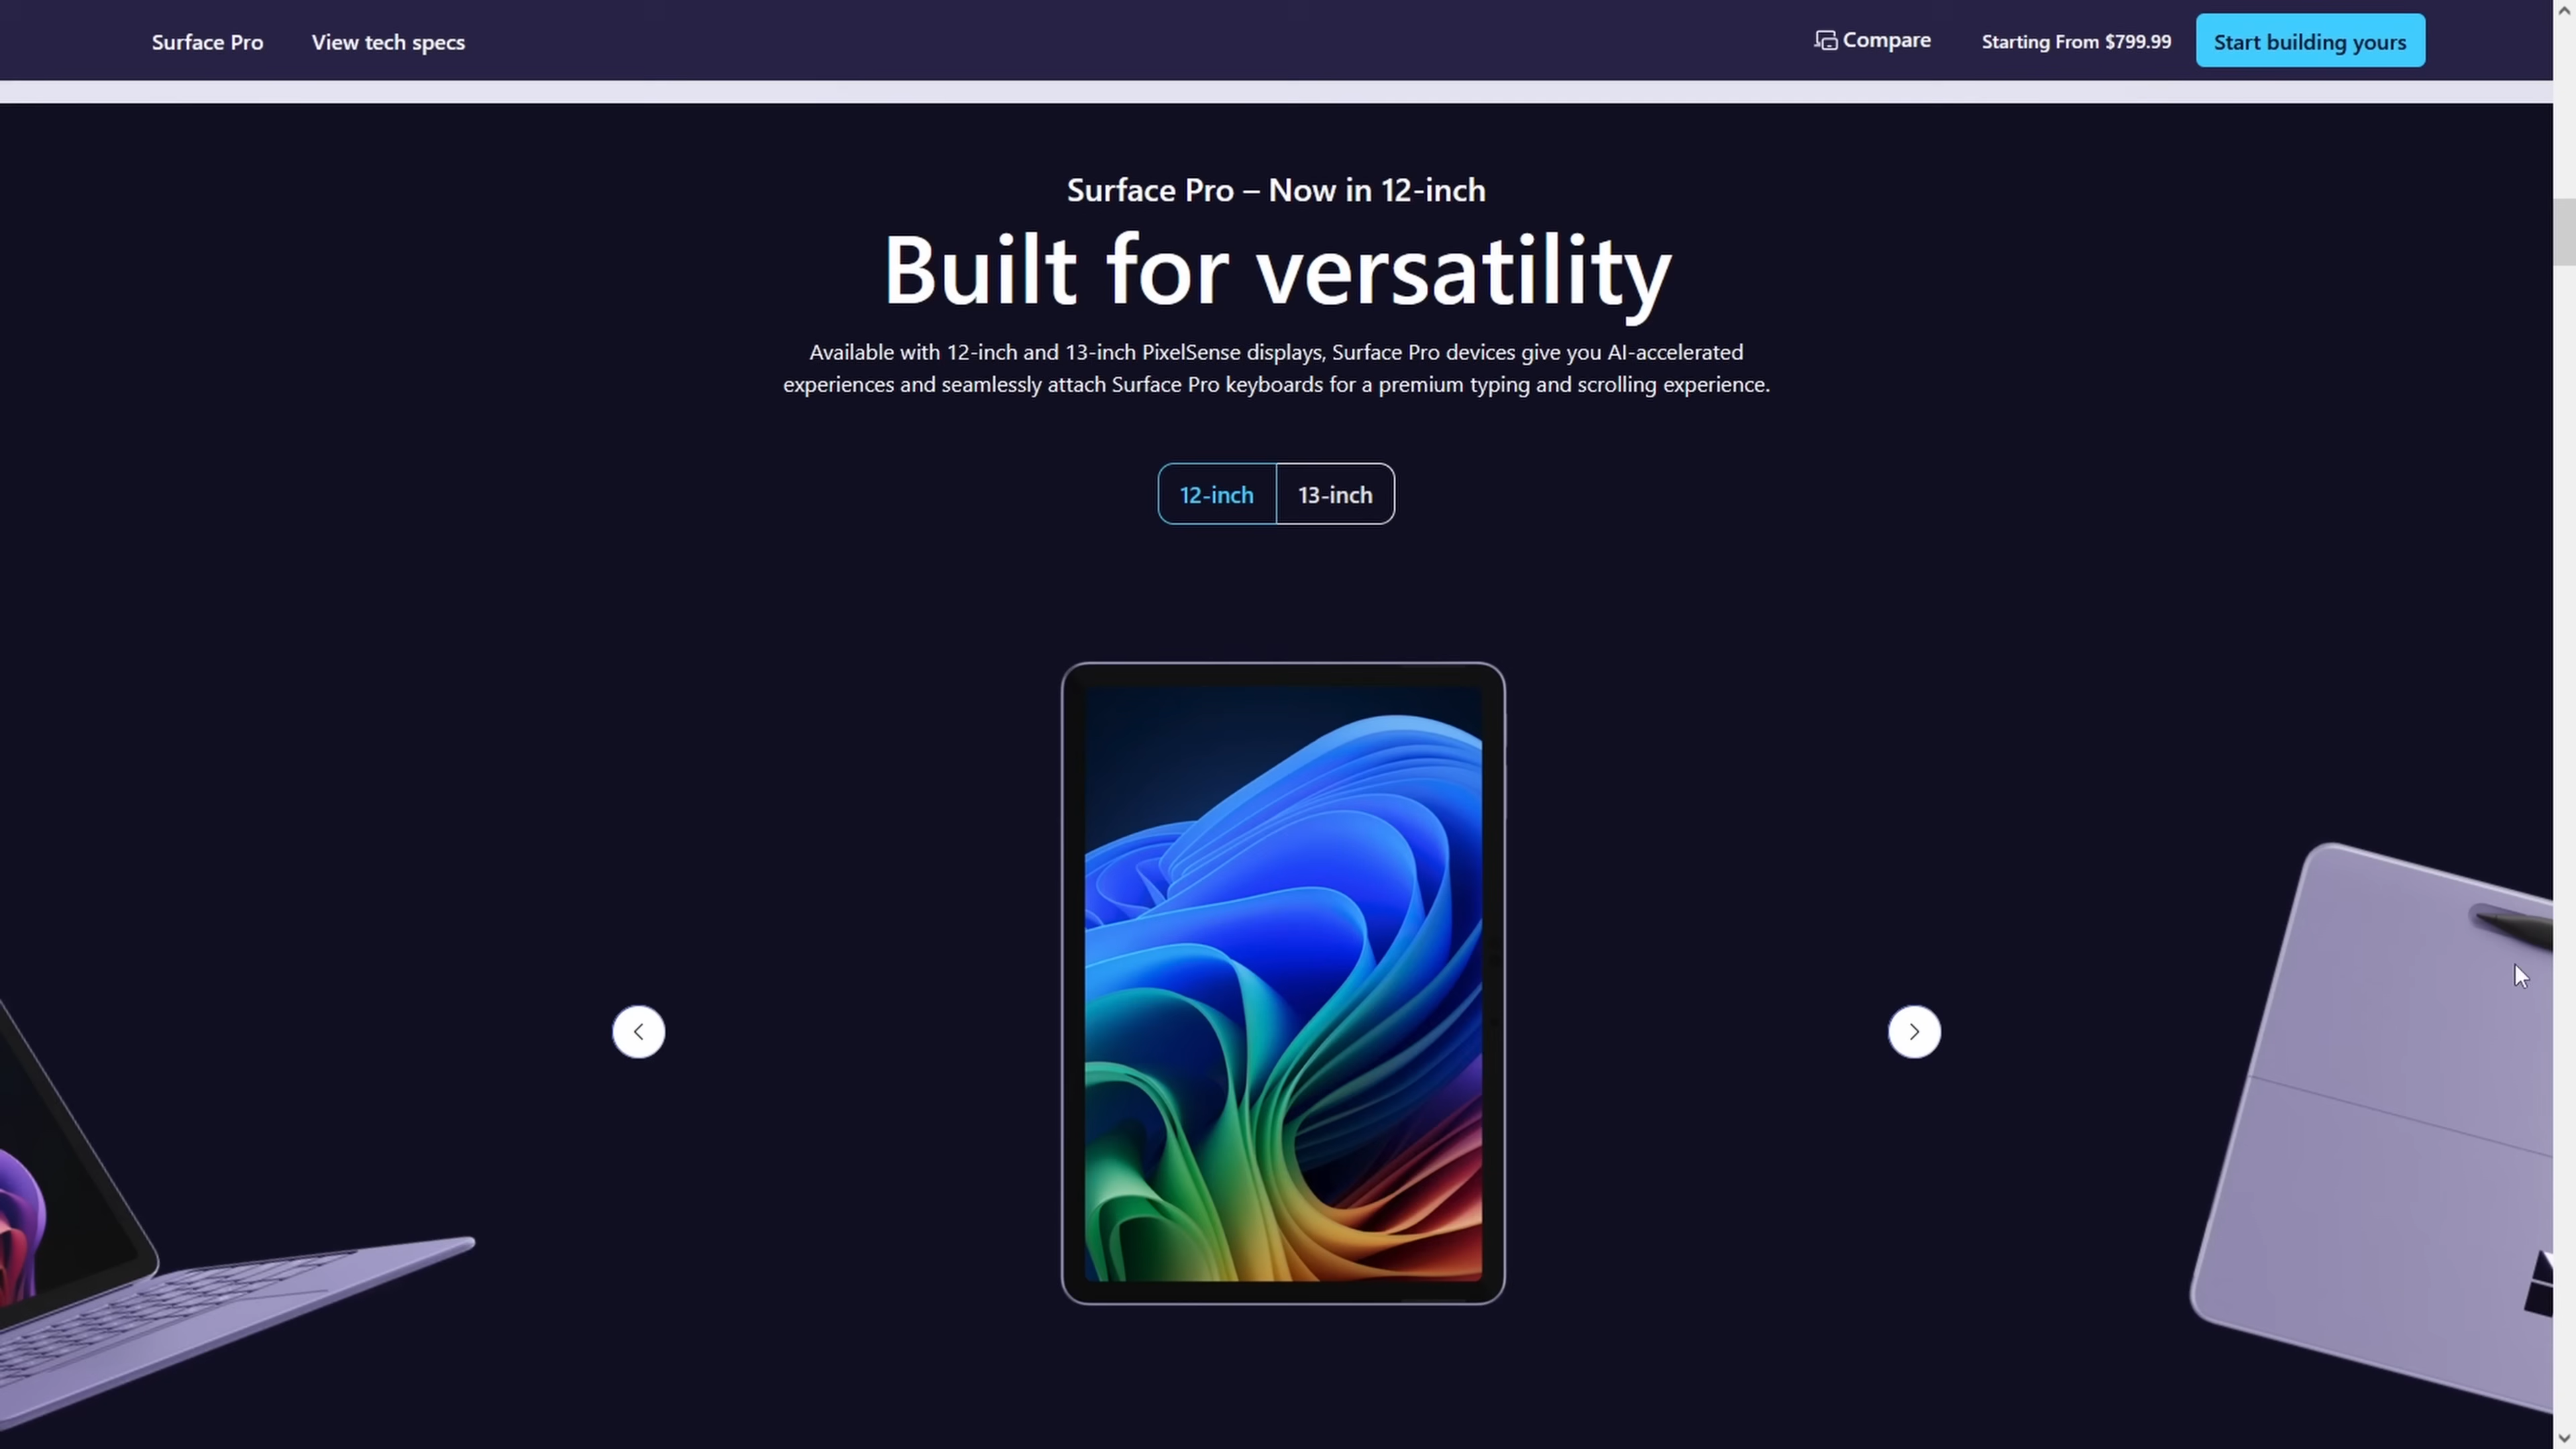 Surface Pro
View tech specs
Compare
Starting From $799.99
Start building yours
Surface Pro – Now in 12-inch
Built for versatility
Available with 12-inch and 13-inch PixelSense displays, Surface Pro devices give you AI-accelerated
experiences and seamlessly attach Surface Pro keyboards for a premium typing and scrolling experience.
12-inch
13-inch